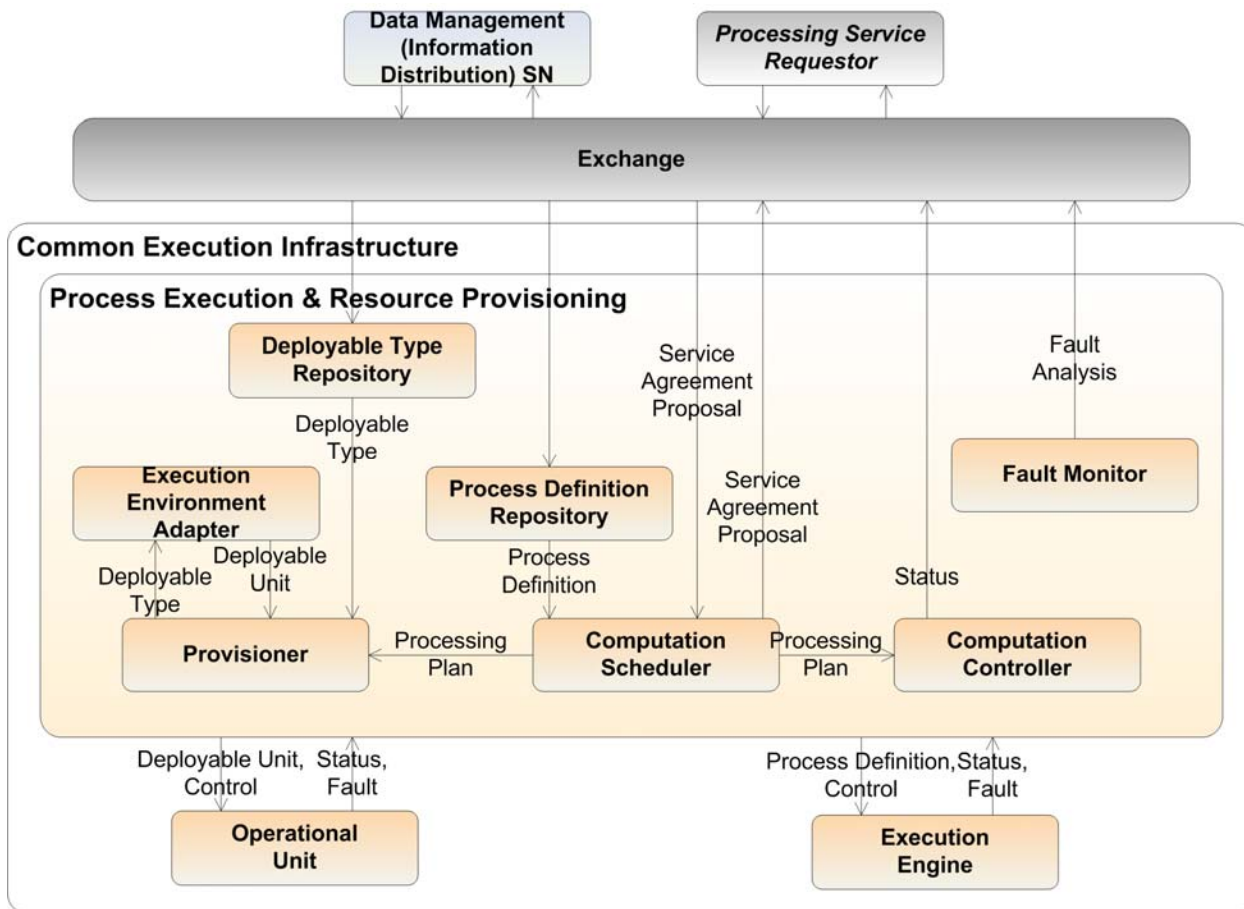 Data Management
(Information
Distribution) SN
Processing Service
Requestor
Exchange
Common Execution Infrastructure
Process Execution & Resource Provisioning
Deployable Type
Repository
Service
Agreement
Proposal
Fault
Analysis
Deployable
Type
Execution
Environment
Adapter
Process Definition
Repository
Service
Agreement
Proposal
Fault Monitor
Deployable
Type
Deployable
Unit
Process
Definition
Status
Provisioner
Processing
Plan
Computation
Scheduler
Processing
Plan
Computation
Controller
Deployable Unit,
Control
Status,
Fault
Process Definition,
Control
Status,
Fault
Operational
Unit
Execution
Engine